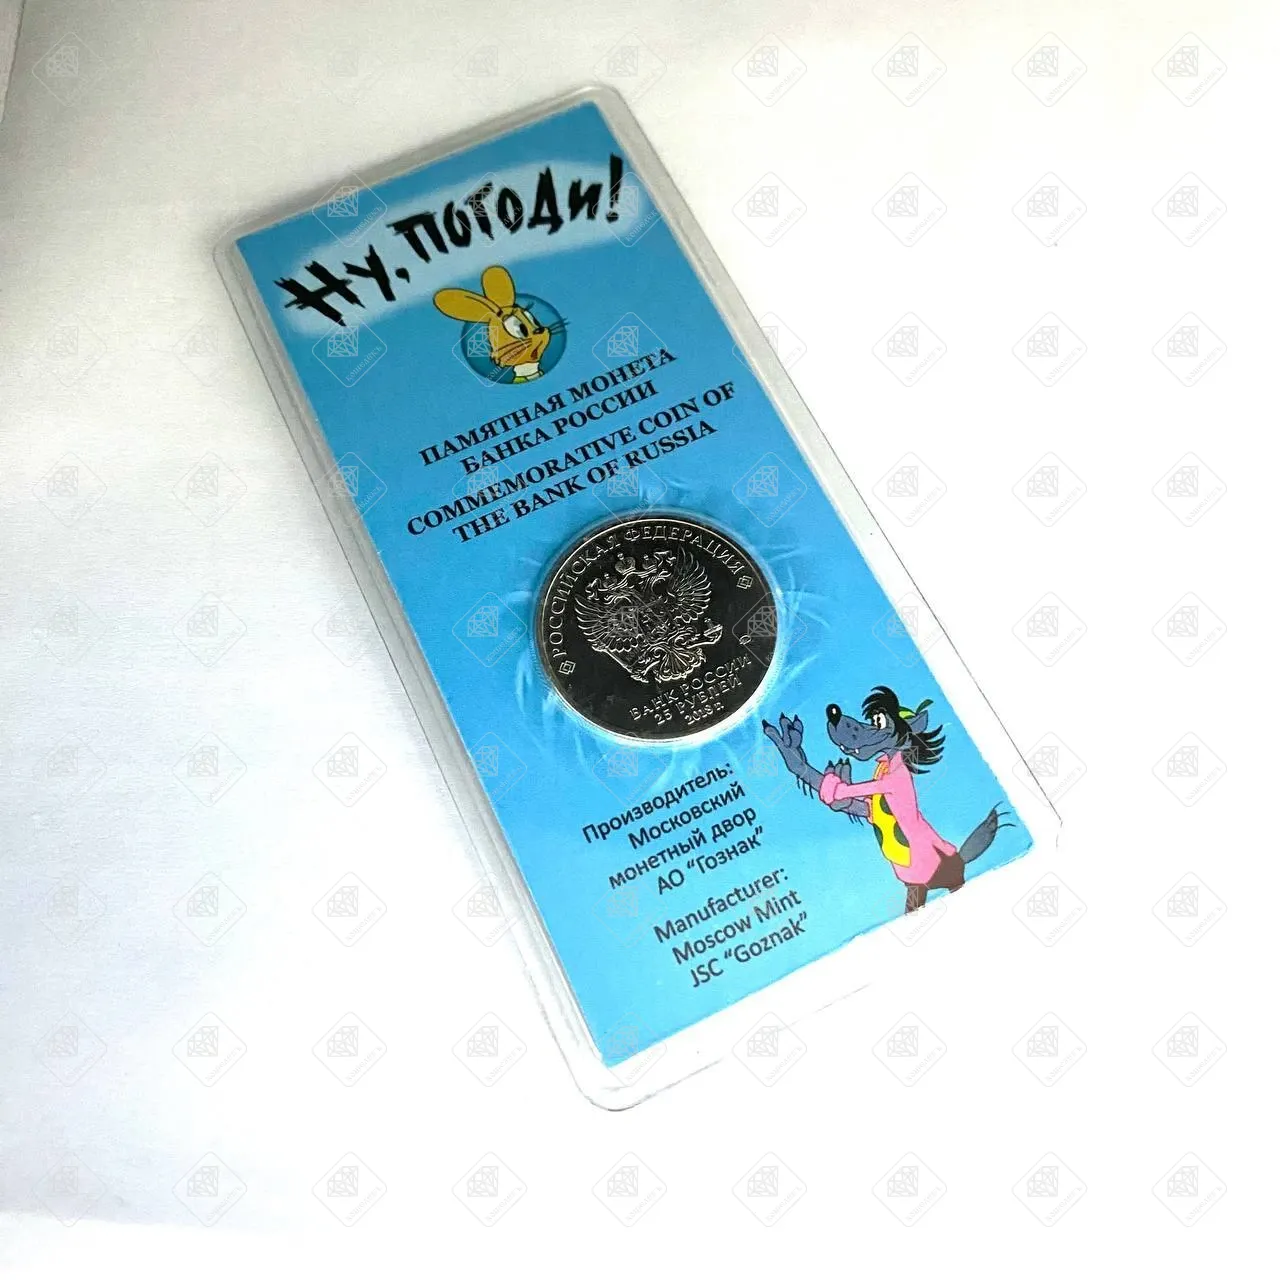 Ну, погоди!
ПАМЯТНАЯ МОНЕТА
БАНКА РОССИИ
COMMEMORATIVE COIN OF
THE BANK OF RUSSIA
РОССИЙСКАЯ ФЕДЕРАЦИЯ
БАНК РОССИИ
25 РУБЛЕЙ
2018 г.
Производитель:
Московский
монетный двор
АО "Гознак"
Manufacturer:
Moscow Mint
JSC "Goznak"